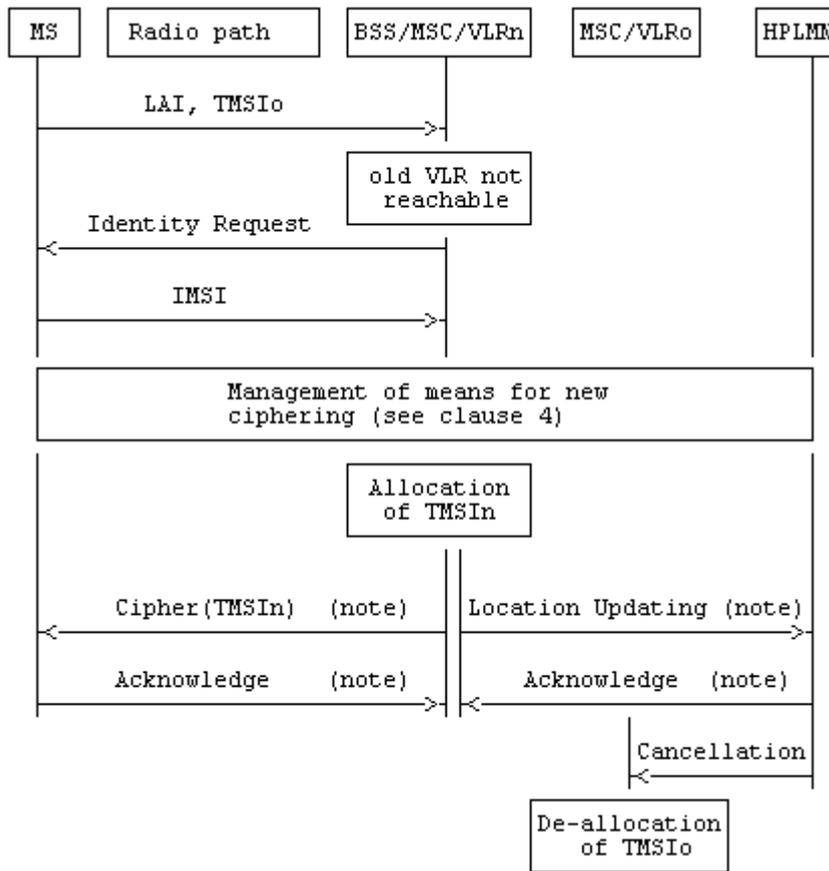 MS
Radio path
BSS/MSC/VLRn
MSC/VLRo
HPLMN
LAI, TMSIo
old VLR not
reachable
Identity Request
IMSI
Management of means for new
ciphering (see clause 4)
Allocation
of TMSIn
Cipher(TMSIn) (note)
Location Updating (note)
Acknowledge (note)
Acknowledge (note)
Cancellation
De-allocation
of TMSIo